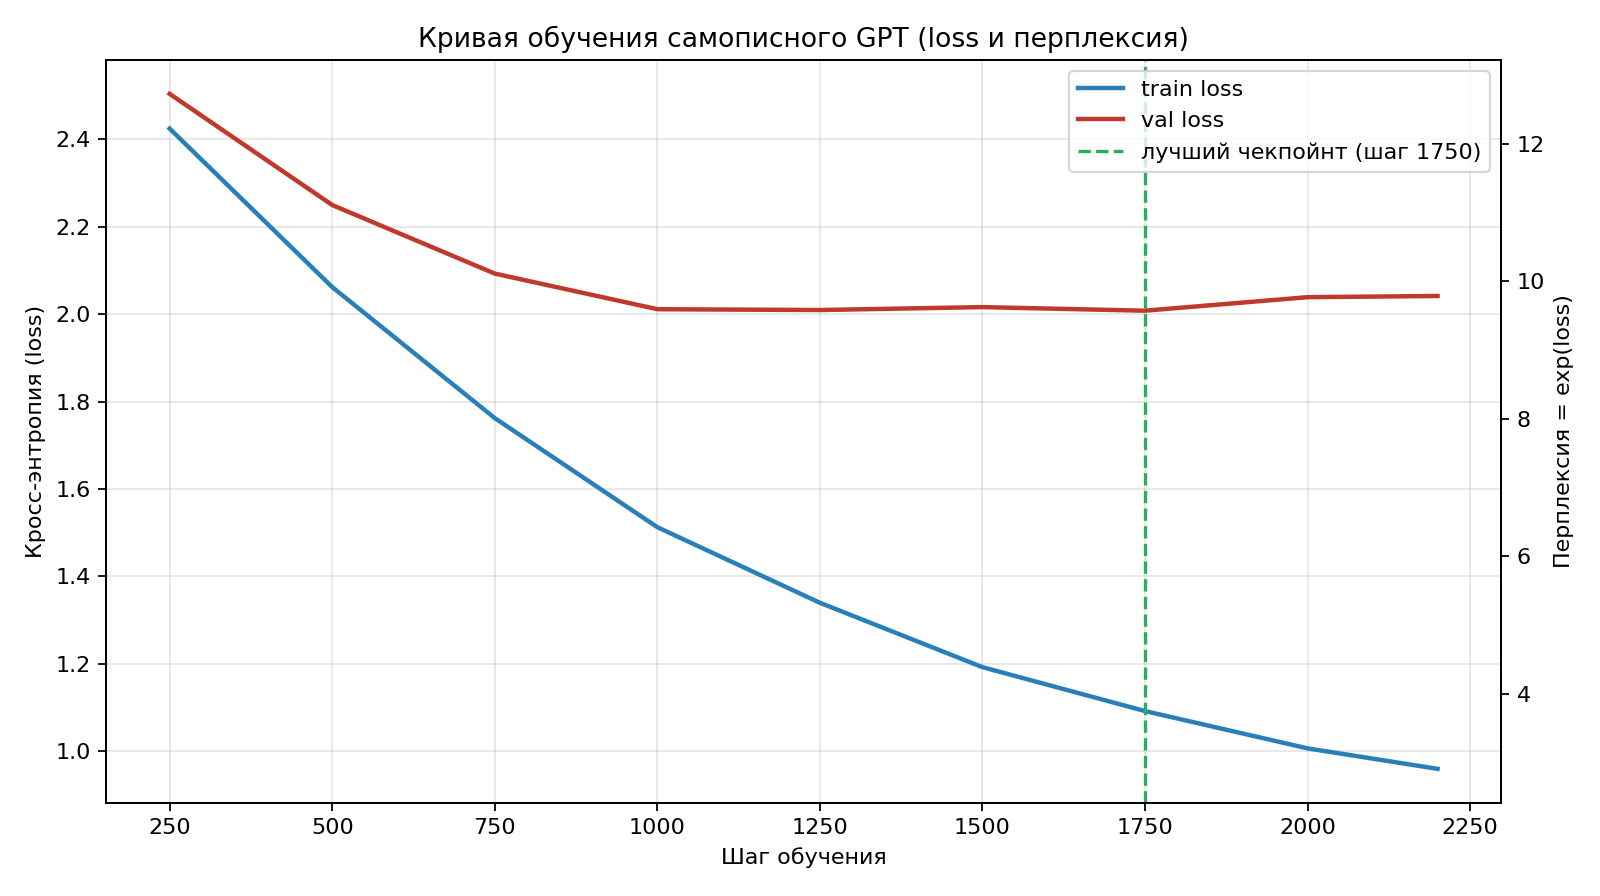 Кривая обучения самописного GPT (loss и перплексия)
train loss
val loss
лучший чекпойнт (шаг 1750)
Кросс-энтропия (loss)
2.4
2.2
2.0
1.8
1.6
1.4
1.2
1.0
12
10
8
6
4
Перплексия = exp(loss)
250 500 750 1000 1250 1500 1750 2000 2250
Шаг обучения